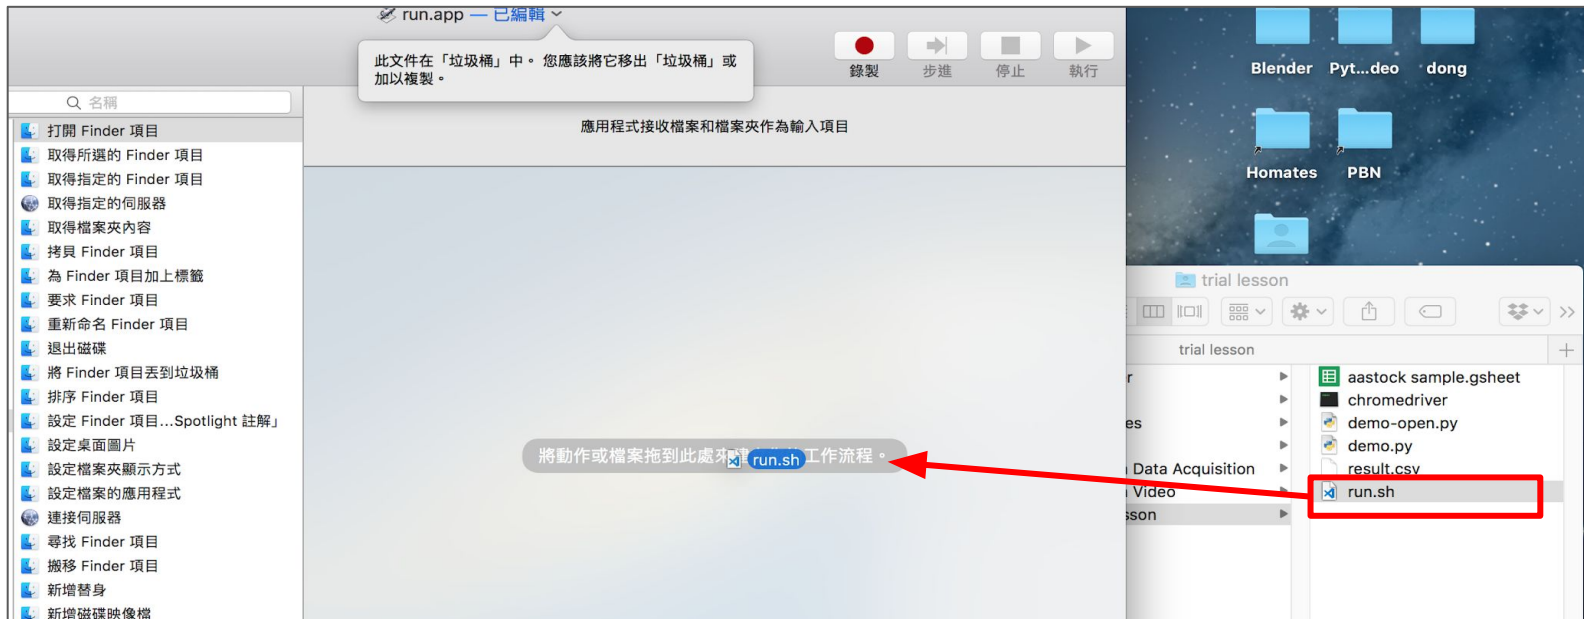 run.app — 已編輯
此文件在「垃圾桶」中。 您應該將它移出「垃圾桶」或
加以複製。
錄製
步進
停止
執行
名稱
應用程式接收檔案和檔案夾作為輸入項目
打開 Finder 項目
取得所選的 Finder 項目
取得指定的 Finder 項目
取得指定的伺服器
取得檔案夾內容
拷貝 Finder 項目
為 Finder 項目加上標籤
要求 Finder 項目
重新命名 Finder 項目
退出磁碟
將 Finder 項目丟到垃圾桶
排序 Finder 項目
設定 Finder 項目...Spotlight 註解」
設定桌面圖片
設定檔案夾顯示方式
設定檔案的應用程式
連接伺服器
尋找 Finder 項目
搬移 Finder 項目
新增替身
新增磁碟映像檔
將動作或檔案拖到此處來
工作流程。
run.sh
Blender
Pyt...deo
dong
Homates
PBN
trial lesson
trial lesson
r
es
Data Acquisition
Video
sson
aastock sample.gsheet
chromedriver
demo-open.py
demo.py
result.csv
run.sh